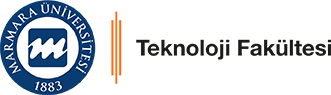 MARMARA ÜNİVERSİTESİ
m
1883
Teknoloji Fakültesi